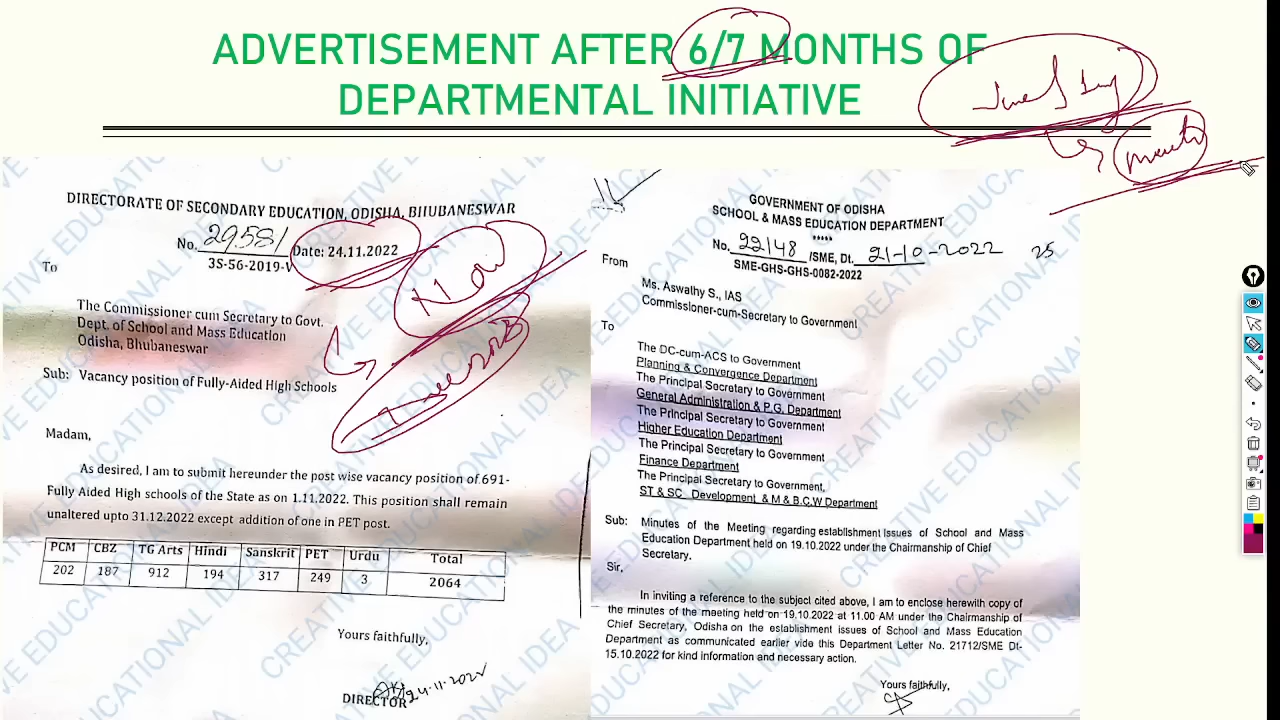 ADVERTISEMENT AFTER 6/7 MONTHS OF
DEPARTMENTAL INITIATIVE
DIRECTORATE OF SECONDARY EDUCATION, ODISHA, BHUBANESWAR
No. 29581 Date: 24.11.2022
3S-56-2019-V
To
The Commissioner cum Secretary to Govt.
Dept. of School and Mass Education
Odisha, Bhubaneswar
Sub: Vacancy position of Fully-Aided High Schools
Madam,
As desired, I am to submit hereunder the post wise vacancy position of 691-
Fully Aided High schools of the State as on 1.11.2022. This position shall remain
unaltered upto 31.12.2022 except addition of one in PET post.
PCM CBZ TG Arts Hindi Sanskrit PET Urdu Total
202 187 912 194 317 249 3 2064
Yours faithfully,
24-11-2022
DIRECTOR
GOVERNMENT OF ODISHA
SCHOOL & MASS EDUCATION DEPARTMENT
*****
No. 22148 /SME, Dt. 21-10-2022 25
SME-GHS-GHS-0082-2022
From
Ms. Aswathy S., IAS
Commissioner-cum-Secretary to Government
To
The DC-cum-ACS to Government
Planning & Convergence Department
The Principal Secretary to Government
General Administration & P.G. Department
The Principal Secretary to Government
Higher Education Department
The Principal Secretary to Government
Finance Department
The Principal Secretary to Government,
ST & SC Development & M & B.C.W Department
Sub: Minutes of the Meeting regarding establishment issues of School and Mass
Education Department held on 19.10.2022 under the Chairmanship of Chief
Secretary.
Sir,
In inviting a reference to the subject cited above, I am to enclose herewith copy of
the minutes of the meeting held on 19.10.2022 at 11.00 AM under the Chairmanship of
Chief Secretary, Odisha on the establishment issues of School and Mass Education
Department as communicated earlier vide this Department Letter No. 21712/SME Dt-
15.10.2022 for kind information and necessary action.
Yours faithfully,
CREATIVE EDUCATIONAL IDEA